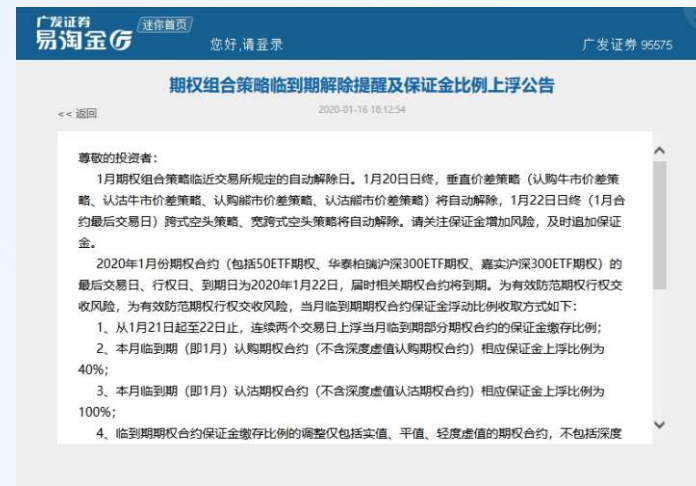 广发证券
易淘金
迷你首页
您好,请登录
广发证券 95575
期权组合策略临到期解除提醒及保证金比例上浮公告
<< 返回
2020-01-16 16:12:54
尊敬的投资者：
1月期权组合策略临近交易所规定的自动解除日。1月20日日终，垂直价差策略（认购牛市价差策
略、认沽牛市价差策略、认购熊市价差策略、认沽熊市价差策略）将自动解除，1月22日日终（1月合
约最后交易日）跨式空头策略、宽跨式空头策略将自动解除。请关注保证金增加风险，及时追加保证
金。
2020年1月份期权合约（包括50ETF期权、华泰柏瑞沪深300ETF期权、嘉实沪深300ETF期权）的
最后交易日、行权日、到期日为2020年1月22日，届时相关期权合约将到期。为有效防范期权行权交
收风险，为有效防范期权行权交收风险，当月临到期期权合约保证金浮动比例收取方式如下：
1、从1月21日起至22日止，连续两个交易日上浮当月临到期部分期权合约的保证金缴存比例；
2、本月临到期（即1月）认购期权合约（不含深度虚值认购期权合约）相应保证金上浮比例为
40%；
3、本月临到期（即1月）认沽期权合约（不含深度虚值认沽期权合约）相应保证金上浮比例为
100%；
4、临到期期权合约保证金缴存比例的调整仅包括实值、平值、轻度虚值的期权合约，不包括深度